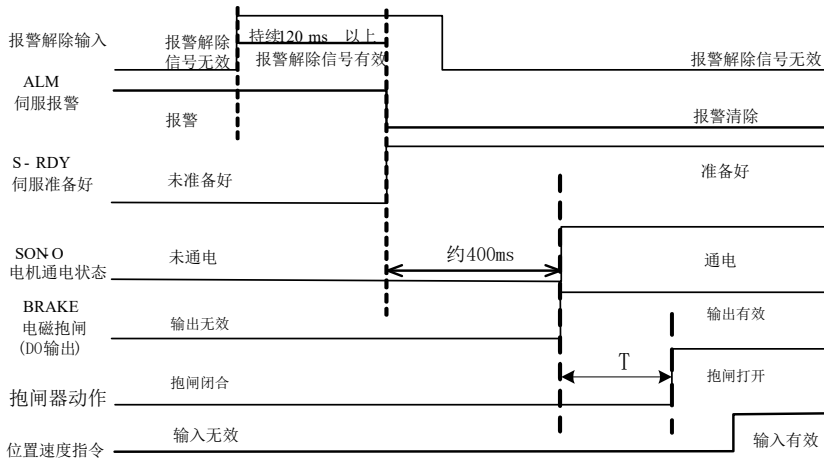 报警解除输入
报警解除
信号无效
持续120 ms 以上
报警解除信号有效
报警解除信号无效
ALM
伺服报警
报警
报警清除
S- RDY
伺服准备好
未准备好
准备好
SON-O
电机通电状态
未通电
约400ms
通电
BRAKE
电磁抱闸
(DO输出)
输出无效
输出有效
抱闸器动作
抱闸闭合
T
抱闸打开
位置速度指令
输入无效
输入有效